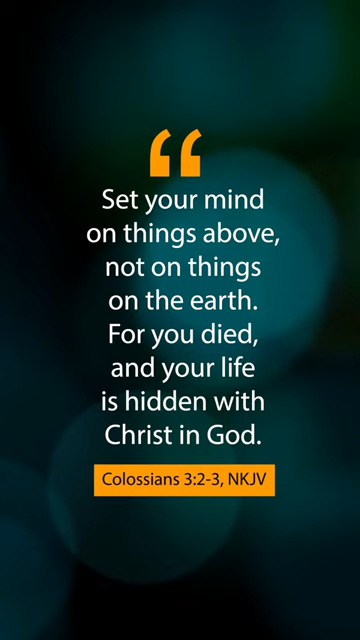 “
Set your mind
on things above,
not on things
on the earth.
For you died,
and your life
is hidden with
Christ in God.
Colossians 3:2-3, NKJV